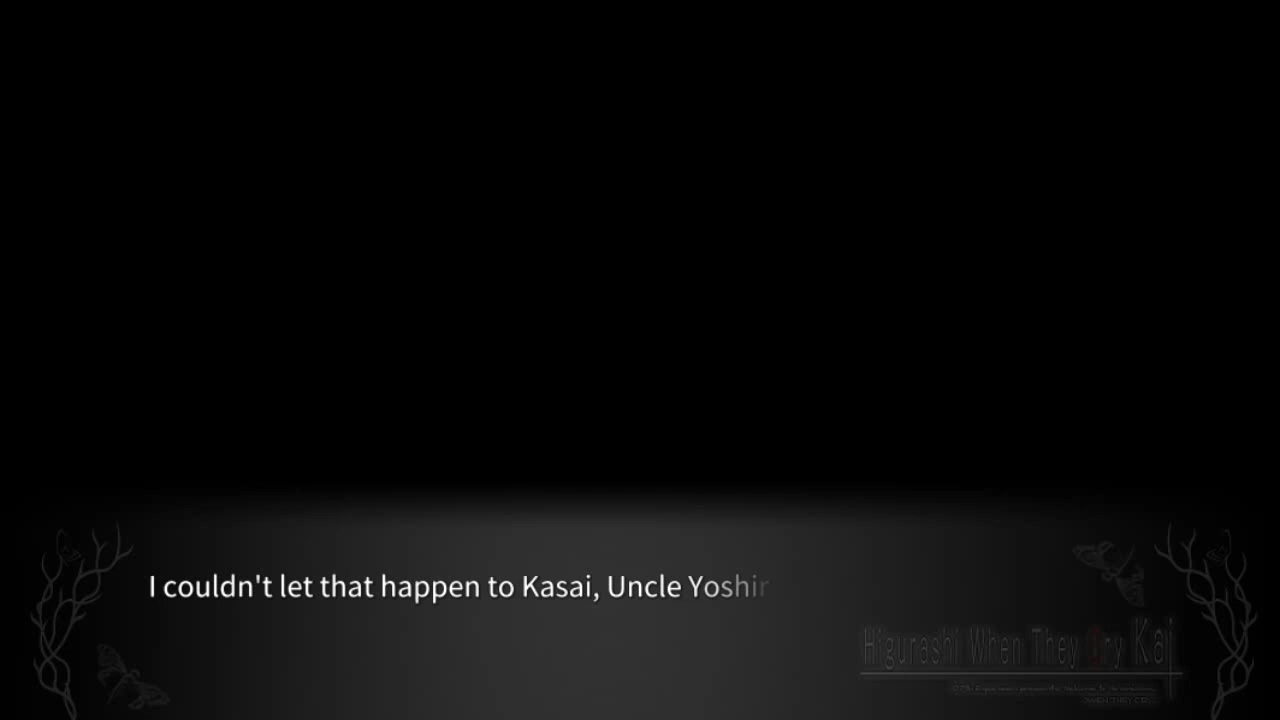 I couldn't let that happen to Kasai, Uncle Yoshir
Higurashi When They Cry Kai